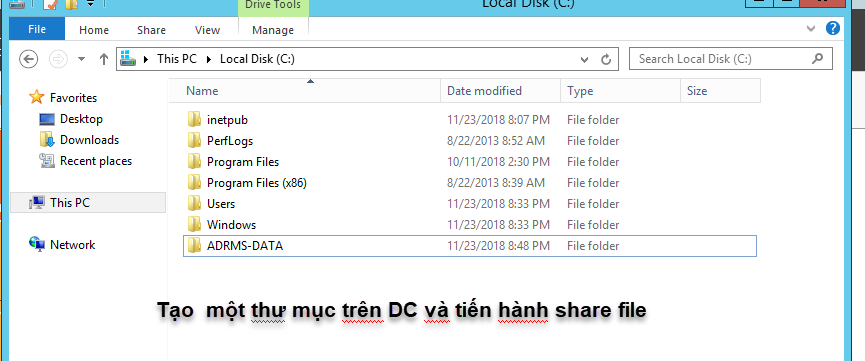 Drive Tools
Local Disk (C:)
File Home Share View Manage
This PC Local Disk (C:)
Search Local Disk (C:)
Name Date modified Type Size
Favorites
Desktop
Downloads
Recent places
This PC
Network
inetpub 11/23/2018 8:07 PM File folder
PerfLogs 8/22/2013 8:52 AM File folder
Program Files 10/11/2018 2:30 PM File folder
Program Files (x86) 8/22/2013 8:39 AM File folder
Users 11/23/2018 8:33 PM File folder
Windows 11/23/2018 8:33 PM File folder
ADRMS-DATA 11/23/2018 8:48 PM File folder
Tạo một thư mục trên DC và tiến hành share file